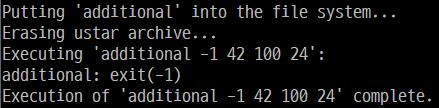 Putting 'additional' into the file system...
Erasing ustar archive...
Executing 'additional -1 42 100 24':
additional: exit(-1)
Execution of 'additional -1 42 100 24' complete.